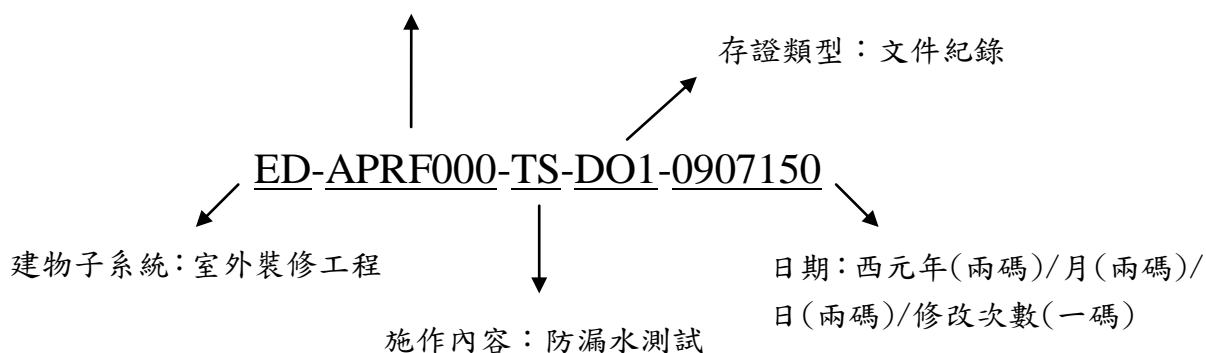 存證類型：文件紀錄
ED-APRF000-TS-DO1-0907150
建物子系統：室外裝修工程
日期：西元年(兩碼)/月(兩碼)/
日(兩碼)/修改次數(一碼)
施作內容：防漏水測試